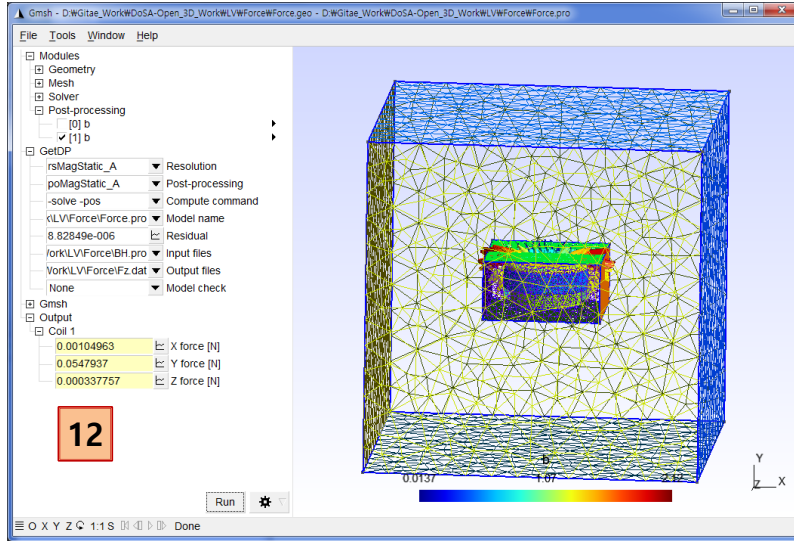 Gmsh - D:₩Gitae_Work₩DoSA-Open_3D_Work₩LV₩Force₩Force.geo - D:₩Gitae_Work₩DoSA-Open_3D_Work₩LV₩Force₩Force.pro
File Tools Window Help
Modules
Geometry
Mesh
Solver
Post-processing
[0] b
[1] b
GetDP
rsMagStatic_A Resolution
poMagStatic_A Post-processing
-solve -pos Compute command
k\LV\Force\Force.pro Model name
8.82849e-006 Residual
/ork\LV\Force\BH.pro Input files
Vork\LV\Force\Fz.dat Output files
None Model check
Gmsh
Output
Coil 1
0.00104963 X force [N]
0.0547937 Y force [N]
0.000337757 Z force [N]
12
b
0.0137 1.07
Y
Z X
Run
O X Y Z 1:1 S Done